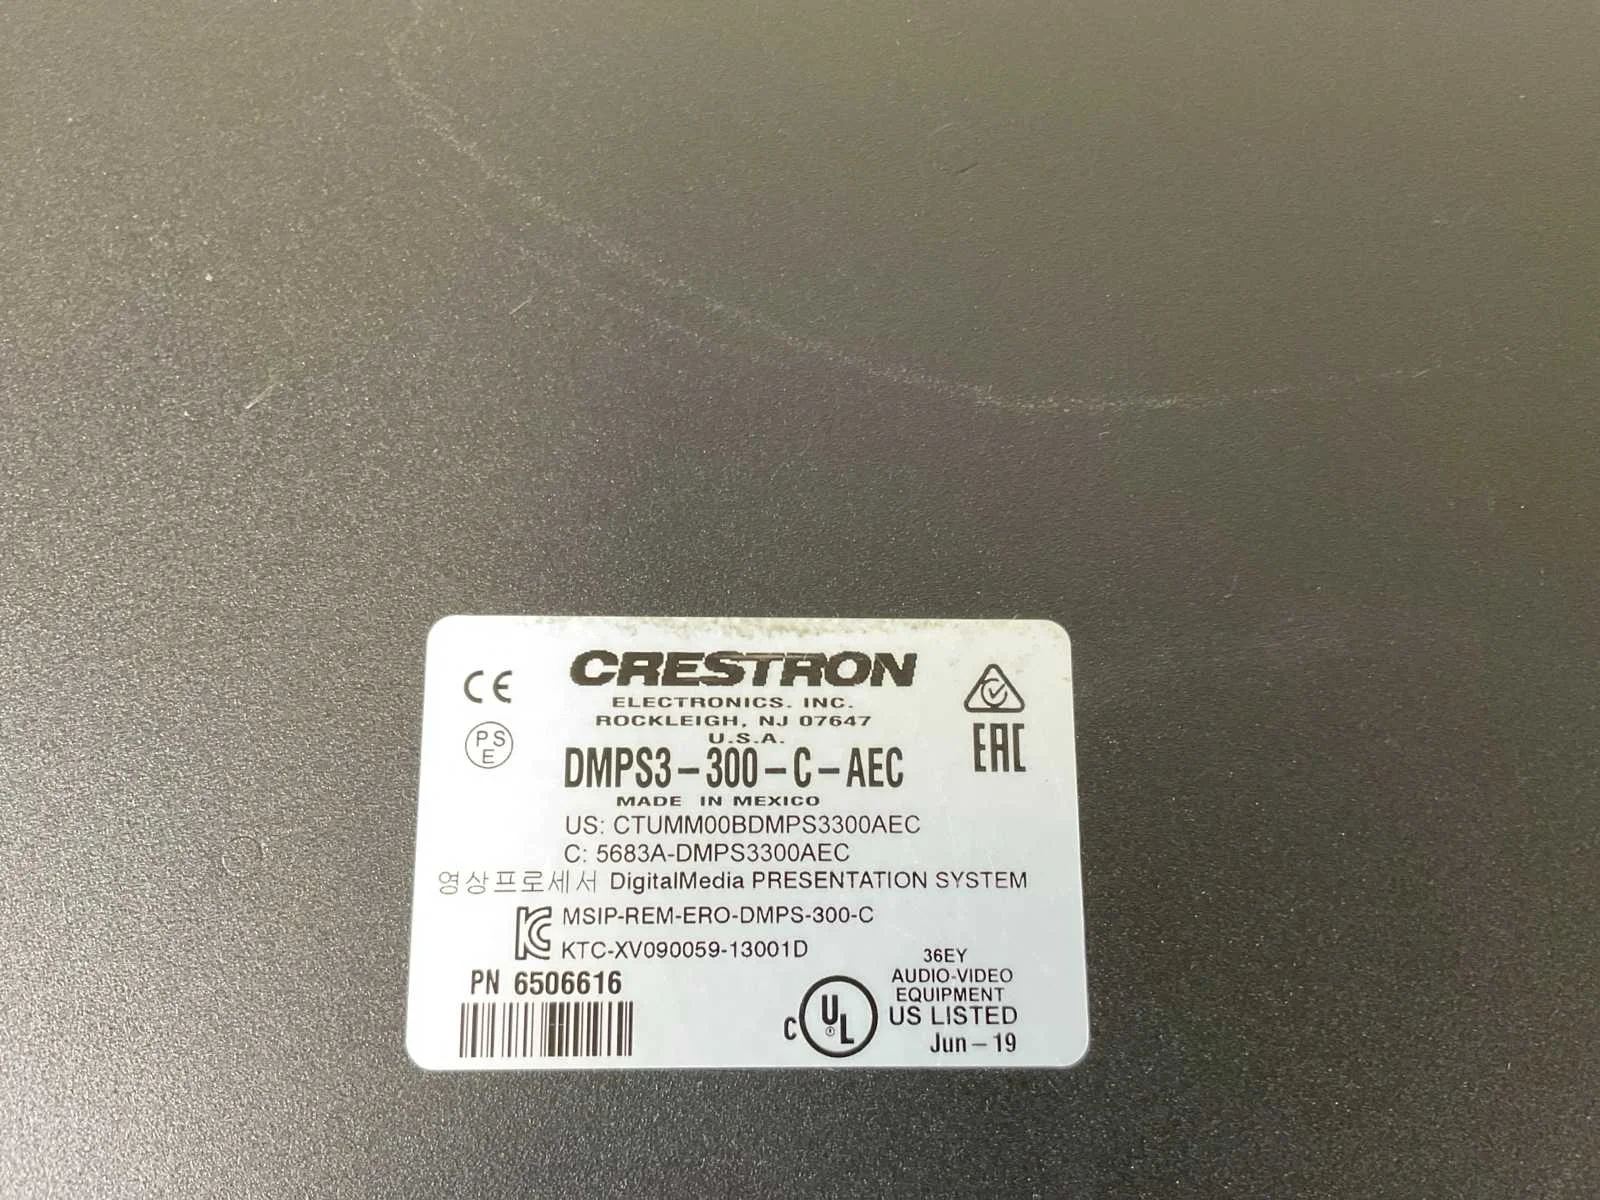 CRESTRON
ELECTRONICS. INC.
ROCKLEIGH, NJ 07647
U.S.A.
DMPS3-300-C-AEC
MADE IN MEXICO
US: CTUMM00BDMPS3300AEC
C: 5683A-DMPS3300AEC
영상프로세서 DigitalMedia PRESENTATION SYSTEM
MSIP-REM-ERO-DMPS-300-C
KTC-XV090059-13001D
PN 6506616
CE
PSE
EAC
KC
C UL ®
36EY
AUDIO-VIDEO
EQUIPMENT
US LISTED
Jun-19